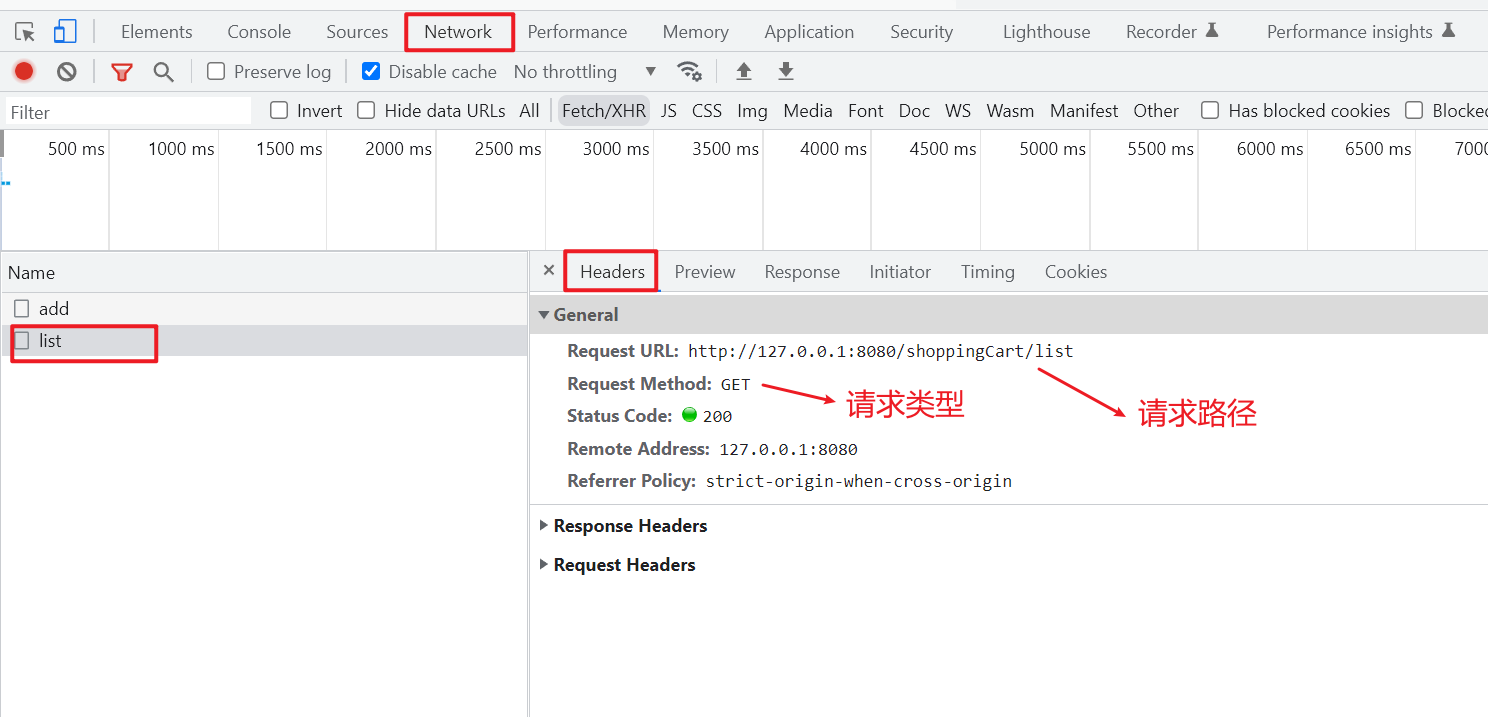 Elements Console Sources Network Performance Memory Application Security Lighthouse Recorder Performance insights
Preserve log Disable cache No throttling
Filter Invert Hide data URLs All Fetch/XHR JS CSS Img Media Font Doc WS Wasm Manifest Other Has blocked cookies Blocked
500 ms 1000 ms 1500 ms 2000 ms 2500 ms 3000 ms 3500 ms 4000 ms 4500 ms 5000 ms 5500 ms 6000 ms 6500 ms 7000
Name
add
list
Headers Preview Response Initiator Timing Cookies
General
Request URL: http://127.0.0.1:8080/shoppingCart/list
Request Method: GET
请求类型
请求路径
Status Code: 200
Remote Address: 127.0.0.1:8080
Referrer Policy: strict-origin-when-cross-origin
Response Headers
Request Headers